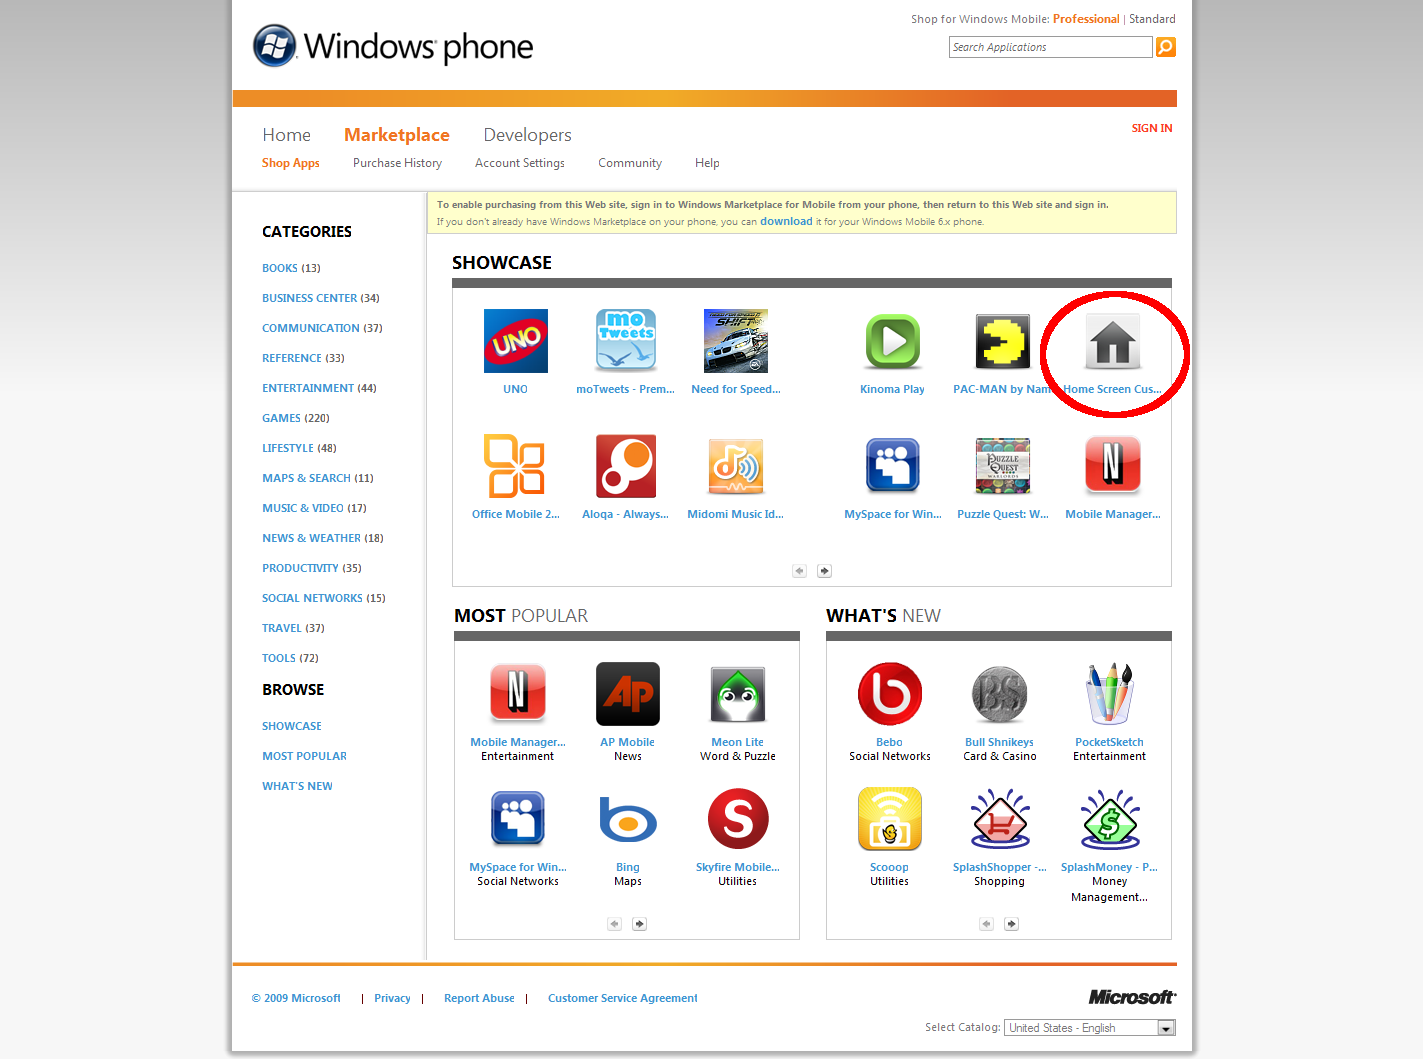 Shop for Windows Mobile: Professional | Standard
Windows phone
Search Applications
Home Marketplace Developers
SIGN IN
Shop Apps Purchase History Account Settings Community Help
To enable purchasing from this Web site, sign in to Windows Marketplace for Mobile from your phone, then return to this Web site and sign in.
If you don't already have Windows Marketplace on your phone, you can download it for your Windows Mobile 6.x phone.
CATEGORIES
BOOKS (13)
BUSINESS CENTER (34)
COMMUNICATION (37)
REFERENCE (33)
ENTERTAINMENT (44)
GAMES (220)
LIFESTYLE (48)
MAPS & SEARCH (11)
MUSIC & VIDEO (17)
NEWS & WEATHER (18)
PRODUCTIVITY (35)
SOCIAL NETWORKS (15)
TRAVEL (37)
TOOLS (72)
BROWSE
SHOWCASE
MOST POPULAR
WHAT'S NEW
SHOWCASE
UNO
mo
Tweets
SHIFT
EA
UNO moTweets - Prem... Need for Speed... Kinoma Play PAC-MAN by Nam Home Screen Cus...
PUZZLE
QUEST
WARLORDS
N
Office Mobile 2... Aloqa - Always... Midomi Music Id... MySpace for Win... Puzzle Quest: W... Mobile Manager...
MOST POPULAR
N AP
Mobile Manager... AP Mobile Meon Lite
Entertainment News Word & Puzzle
b S
MySpace for Win... Bing Skyfire Mobile...
Social Networks Maps Utilities
WHAT'S NEW
b BS
Bebo Bull Shnikeys PocketSketch
Social Networks Card & Casino Entertainment
$
Scooop SplashShopper -... SplashMoney - P...
Utilities Shopping Money
Management...
© 2009 Microsoft | Privacy | Report Abuse | Customer Service Agreement
Microsoft
Select Catalog: United States - English